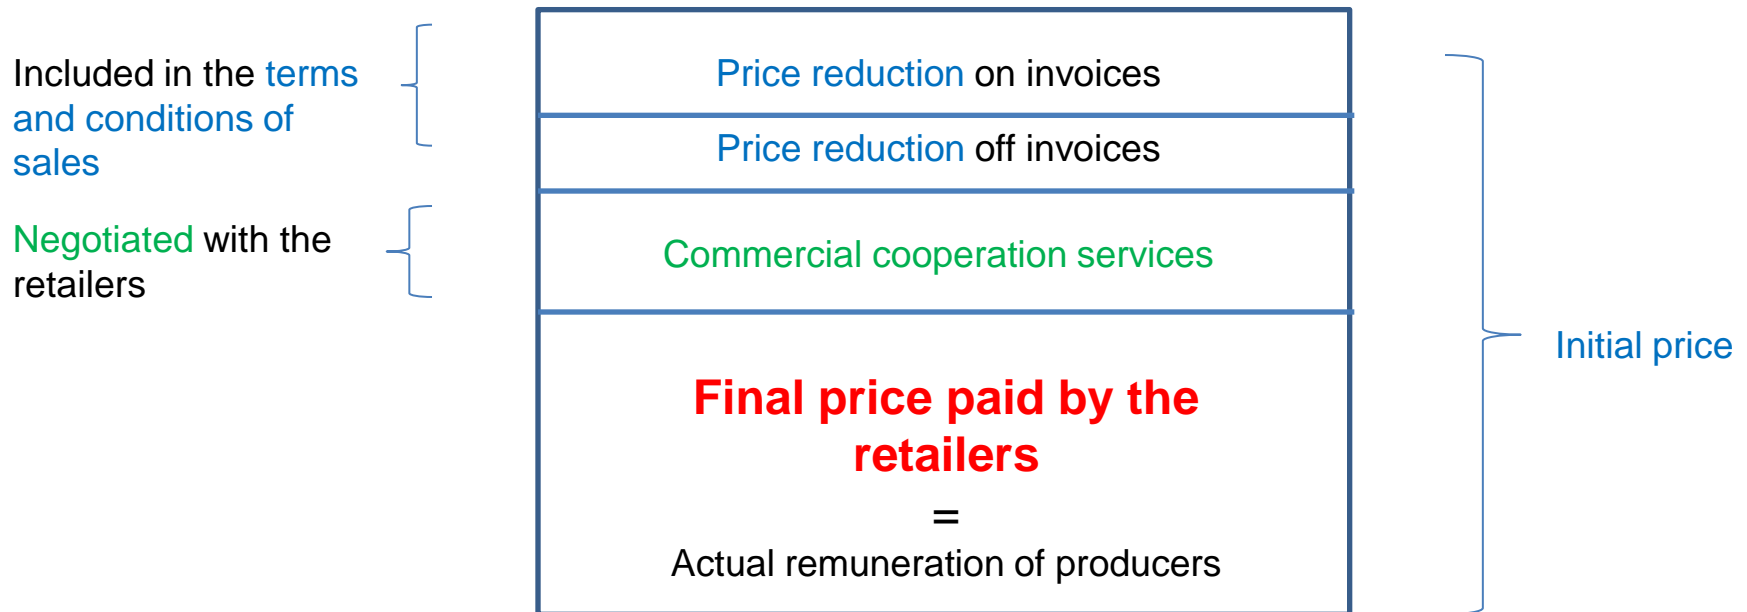 Included in the terms
and conditions of
sales
Negotiated with the
retailers
Price reduction on invoices
Price reduction off invoices
Commercial cooperation services
Final price paid by the
retailers
=
Actual remuneration of producers
Initial price